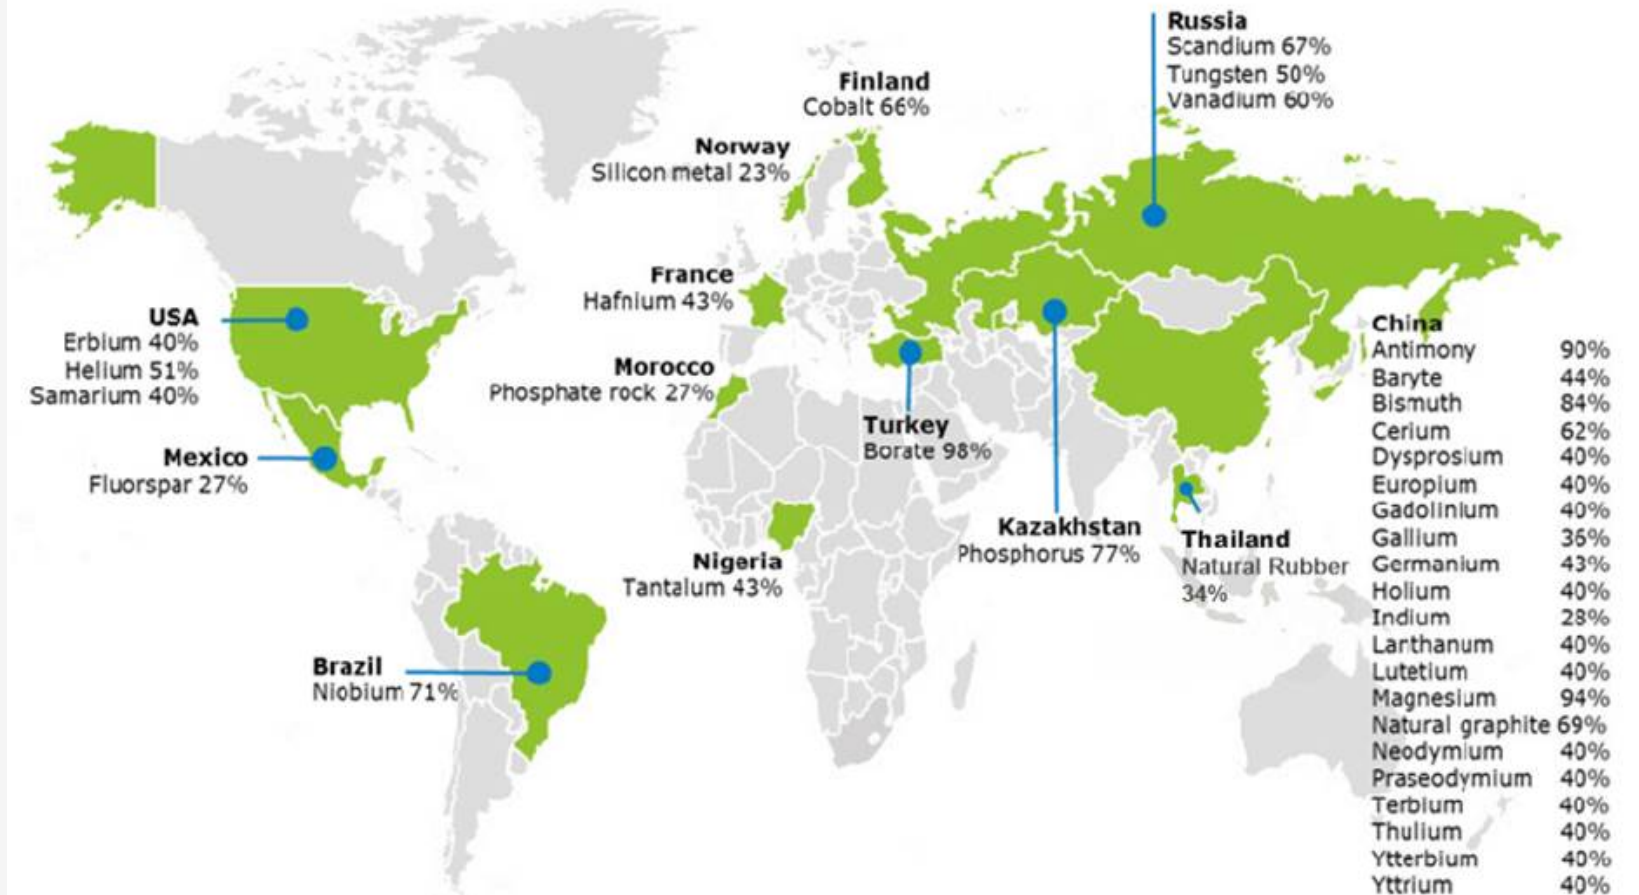 Russia
Scandium 67%
Tungsten 50%
Vanadium 60%
Finland
Cobalt 66%
Norway
Silicon metal 23%
France
Hafnium 43%
USA
Erbium 40%
Helium 51%
Samarium 40%
Morocco
Phosphate rock 27%
Turkey
Borate 98%
Mexico
Fluorspar 27%
Kazakhstan
Phosphorus 77%
Thailand
Natural Rubber
34%
Nigeria
Tantalum 43%
Brazil
Niobium 71%
China
Antimony 90%
Baryte 44%
Bismuth 84%
Cerium 62%
Dysprosium 40%
Europium 40%
Gadolinium 40%
Gallium 36%
Germanium 43%
Holium 40%
Indium 28%
Larthanum 40%
Lutetium 40%
Magnesium 94%
Natural graphite 69%
Neodymium 40%
Praseodymium 40%
Terbium 40%
Thulium 40%
Ytterbium 40%
Yttrium 40%